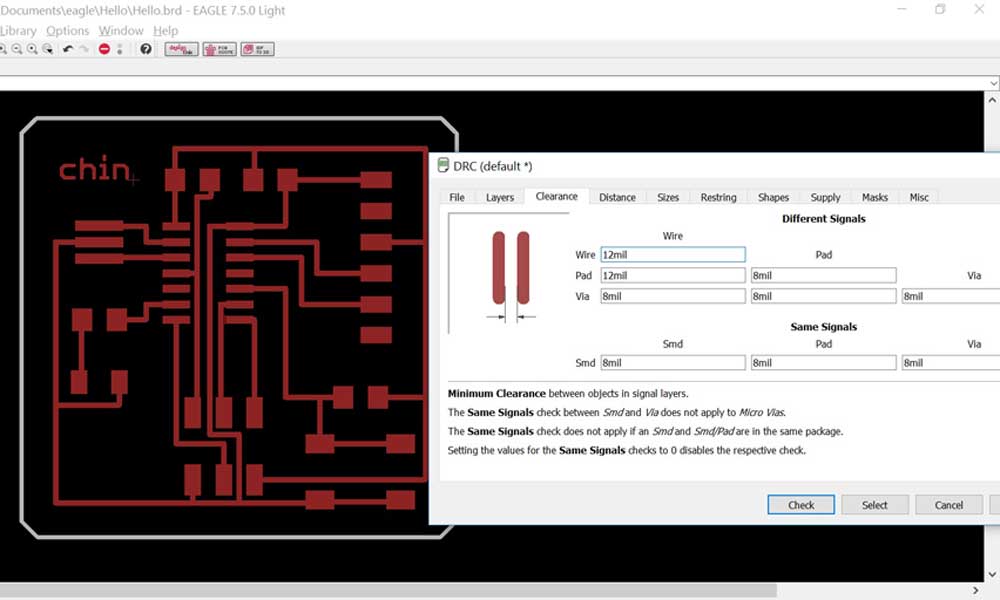 Documents\eagle\Hello\Hello.brd - EAGLE 7.5.0 Light
Library Options Window Help
chin
DRC (default *)
File Layers Clearance Distance Sizes Restring Shapes Supply Masks Misc
Different Signals
Wire
Wire 12mil Pad
Pad 12mil 8mil Via
Via 8mil 8mil 8mil
Same Signals
Smd Pad Via
Smd 8mil 8mil 8mil
Minimum Clearance between objects in signal layers.
The Same Signals check between Smd and Via does not apply to Micro Vias.
The Same Signals check does not apply if an Smd and Smd/Pad are in the same package.
Setting the values for the Same Signals checks to 0 disables the respective check.
Check Select Cancel